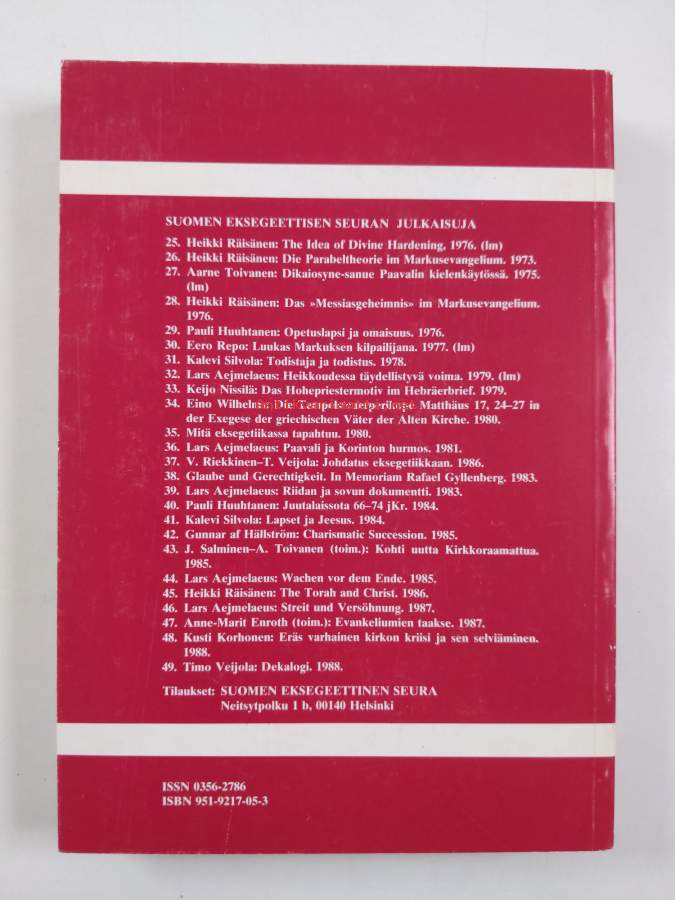 SUOMEN EKSEGEETTISEN SEURAN JULKAISUJA
25. Heikki Räisänen: The Idea of Divine Hardening. 1976. (lm)
26. Heikki Räisänen: Die Parabeltheorie im Markusevangelium. 1973.
27. Aarne Toivanen: Dikaiosyne-sanue Paavalin kielenkäytössä. 1975.
(lm)
28. Heikki Räisänen: Das »Messiasgeheimnis» im Markusevangelium.
1976.
29. Pauli Huuhtanen: Opetuslapsi ja omaisuus. 1976.
30. Eero Repo: Luukas Markuksen kilpailijana. 1977. (lm)
31. Kalevi Silvola: Todistaja ja todistus. 1978.
32. Lars Aejmelaeus: Heikkoudessa täydellistyvä voima. 1979. (lm)
33. Keijo Nissilä: Das Hohepriestermotiv im Hebräerbrief. 1979.
34. Eino Wilhelms: Die Tempelsteuerperikope Matthäus 17, 24–27 in
der Exegese der griechischen Väter der Alten Kirche. 1980.
35. Mitä eksegetiikassa tapahtuu. 1980.
36. Lars Aejmelaeus: Paavali ja Korinton hurmos. 1981.
37. V. Riekkinen–T. Veijola: Johdatus eksegetiikkaan. 1986.
38. Glaube und Gerechtigkeit. In Memoriam Rafael Gyllenberg. 1983.
39. Lars Aejmelaeus: Riidan ja sovun dokumentti. 1983.
40. Pauli Huuhtanen: Juutalaissota 66–74 jKr. 1984.
41. Kalevi Silvola: Lapset ja Jeesus. 1984.
42. Gunnar af Hällström: Charismatic Succession. 1985.
43. J. Salminen–A. Toivanen (toim.): Kohti uutta Kirkkoraamattua.
1985.
44. Lars Aejmelaeus: Wachen vor dem Ende. 1985.
45. Heikki Räisänen: The Torah and Christ. 1986.
46. Lars Aejmelaeus: Streit und Versöhnung. 1987.
47. Anne-Marit Enroth (toim.): Evankeliumien taakse. 1987.
48. Kusti Korhonen: Eräs varhainen kirkon kriisi ja sen selviäminen.
1988.
49. Timo Veijola: Dekalogi. 1988.
Tilaukset: SUOMEN EKSEGEETTINEN SEURA
Neitsytpolku 1 b, 00140 Helsinki
ISSN 0356-2786
ISBN 951-9217-05-3